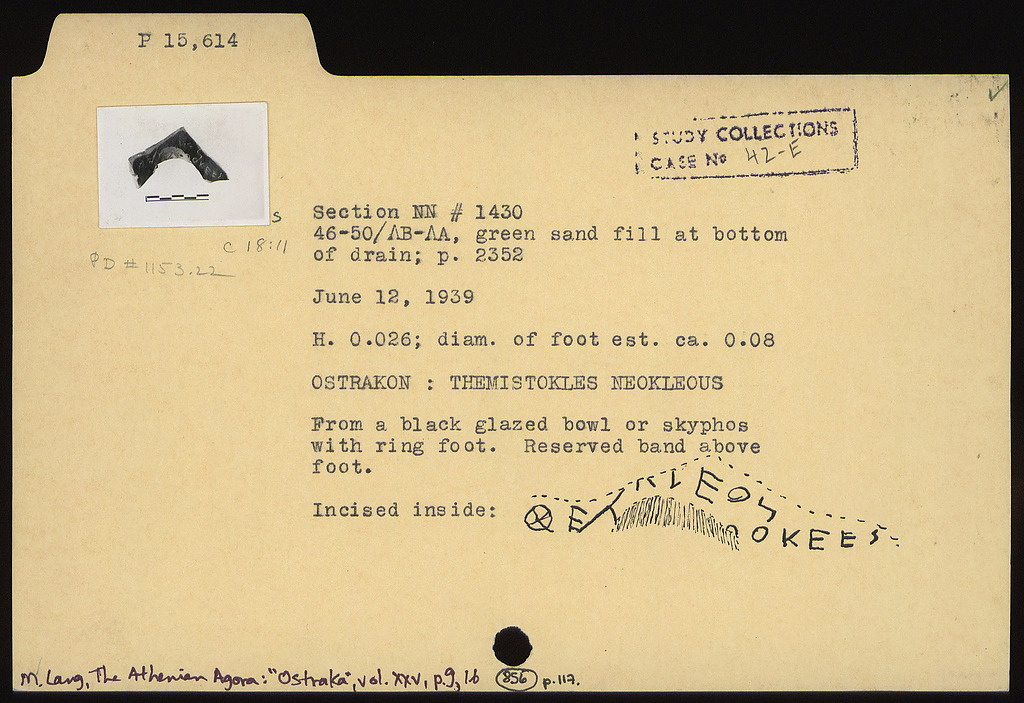 P 15,614
STUDY COLLECTIONS
CASE No 42-E
S
C 18:11
PD #1153.22
Section NN # 1430
46-50/ΛB-ΛA, green sand fill at bottom
of drain; p. 2352
June 12, 1939
H. 0.026; diam. of foot est. ca. 0.08
OSTRAKON : THEMISTOKLES NEOKLEOUS
From a black glazed bowl or skyphos
with ring foot. Reserved band above
foot.
Incised inside:
KLEOS
⊗E
OKEES
M. Lang, The Athenian Agora: "Ostraka", vol. XXV, p. 9, 16 856 p. 117.